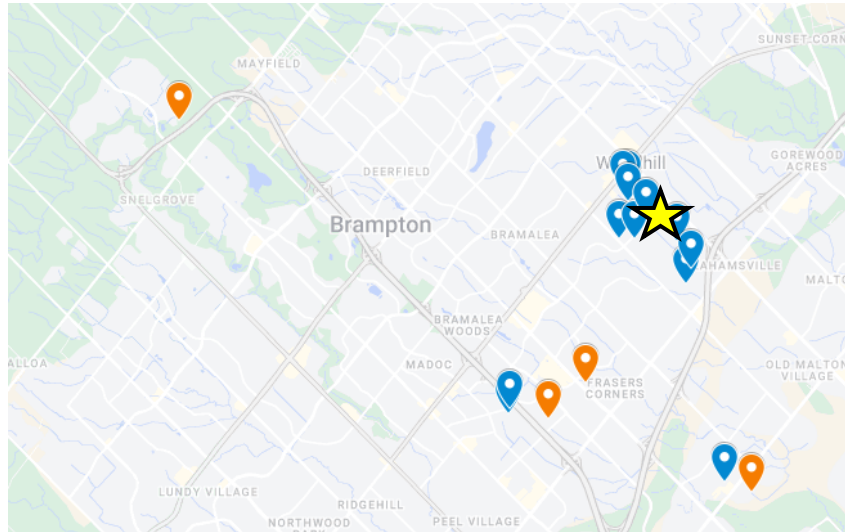 SUNSET CORN
MAYFIELD
GOREWOOD
ACRES
DEERFIELD
SNELGROVE
Brampton
BRAMALEA
AHAMSVILLE
MALTO
BRAMALEA
WOODS
ALLOA
MADOC
OLD MALTON
VILLAGE
FRASERS
CORNERS
LUNDY VILLAGE
RIDGEHILL
NORTHWOOD
PEEL VILLAGE